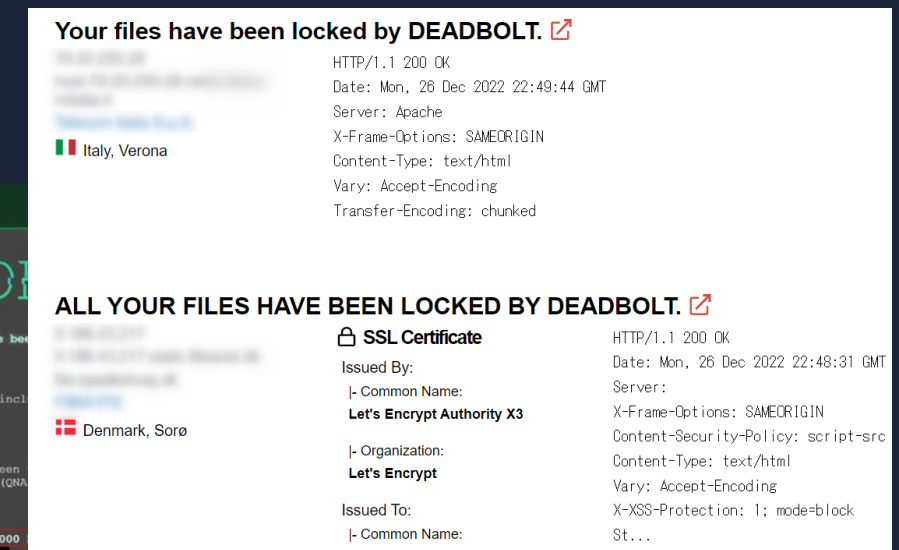 Your files have been locked by DEADBOLT.
HTTP/1.1 200 OK
Date: Mon, 26 Dec 2022 22:49:44 GMT
Server: Apache
X-Frame-Options: SAMEORIGIN
Content-Type: text/html
Vary: Accept-Encoding
Transfer-Encoding: chunked
Italy, Verona
ALL YOUR FILES HAVE BEEN LOCKED BY DEADBOLT.
Denmark, Sorø
SSL Certificate
Issued By:
|- Common Name:
Let's Encrypt Authority X3
|- Organization:
Let's Encrypt
Issued To:
|- Common Name:
HTTP/1.1 200 OK
Date: Mon, 26 Dec 2022 22:48:31 GMT
Server:
X-Frame-Options: SAMEORIGIN
Content-Security-Policy: script-src
Content-Type: text/html
Vary: Accept-Encoding
X-XSS-Protection: 1; mode=block
St...